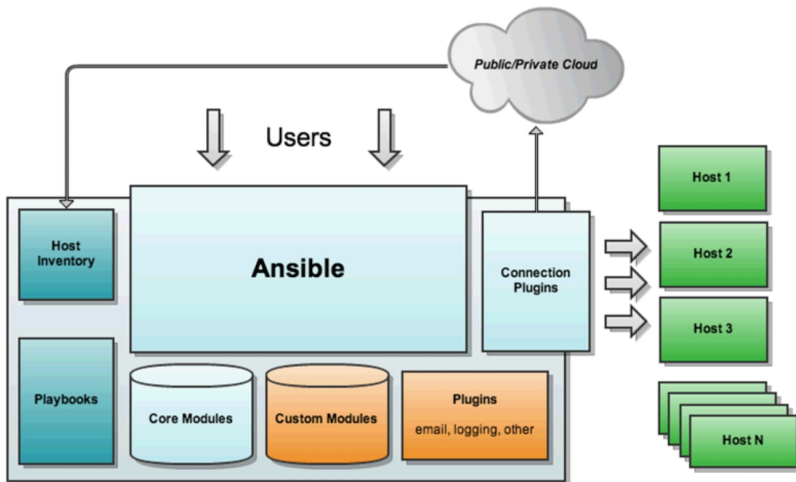 Public/Private Cloud
Users
Host 1
Host
Inventory
Ansible
Connection
Plugins
Host 2
Host 3
Playbooks
Core Modules
Custom Modules
Plugins
email, logging, other
Host N